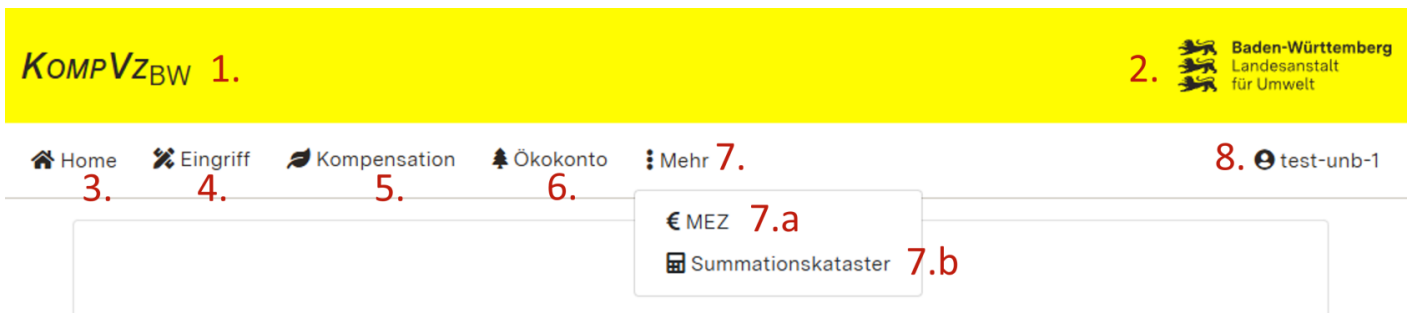 KOMPVZBW 1.
2. Baden-Württemberg
Landesanstalt
für Umwelt
Home Eingriff Kompensation Ökokonto Mehr 7. 8. test-unb-1
3. 4. 5. 6.
€ MEZ 7.a
Summationskataster 7.b